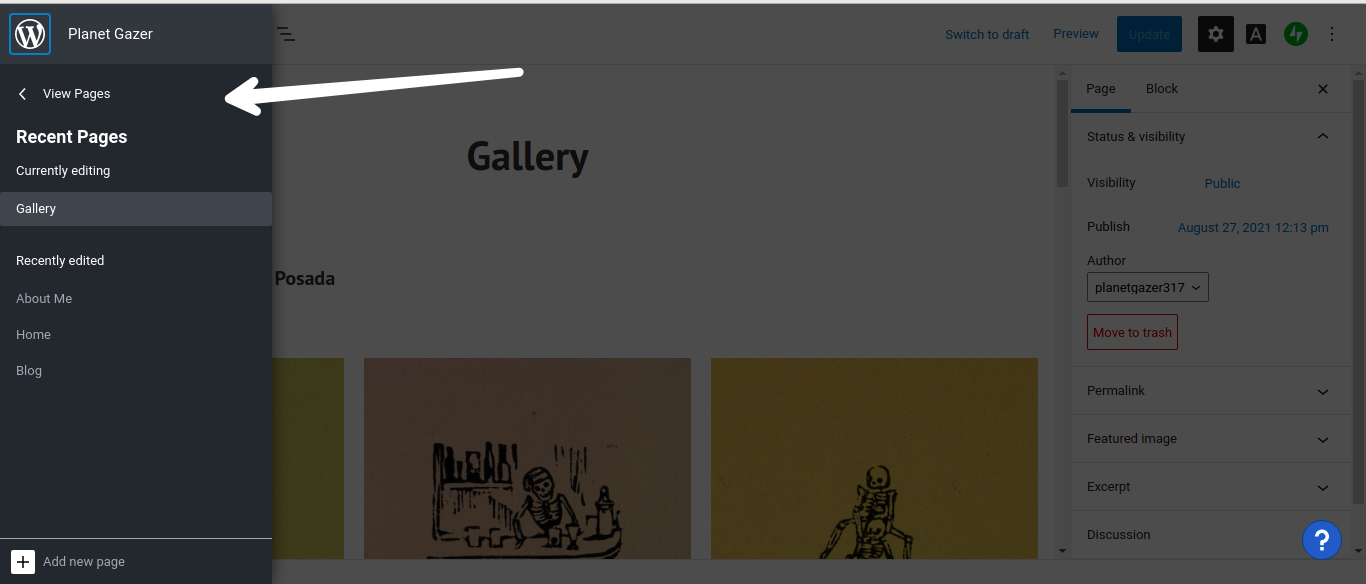 Planet Gazer
Switch to draft
Preview
Update
A
View Pages
Recent Pages
Currently editing
Gallery
Recently edited
About Me
Home
Blog
Add new page
Gallery
Posada
Page
Block
Status & visibility
Visibility
Public
Publish
August 27, 2021 12:13 pm
Author
planetgazer317
Move to trash
Permalink
Featured image
Excerpt
Discussion
?